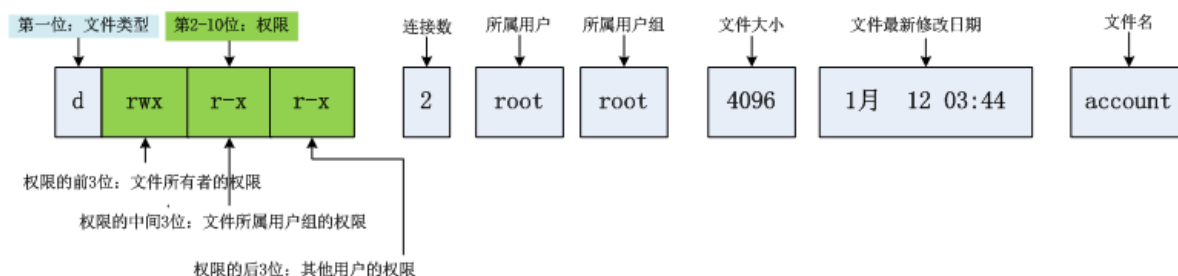 第一位：文件类型 第2-10位：权限 连接数 所属用户 所属用户组 文件大小 文件最新修改日期 文件名
d rwx r-x r-x 2 root root 4096 1月 12 03:44 account
权限的前3位：文件所有者的权限
权限的中间3位：文件所属用户组的权限
权限的后3位：其他用户的权限